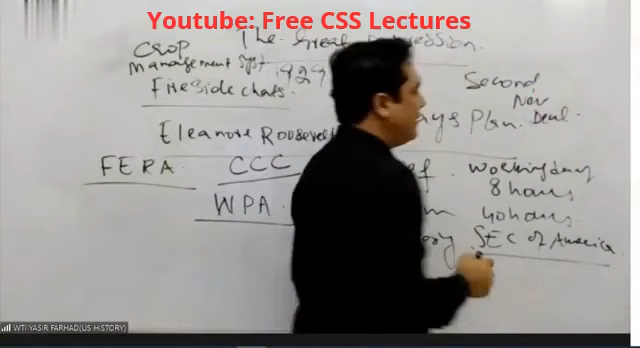 Youtube: Free CSS Lectures
The Great Depression.
Crop
Management Syst 1929
Fireside chats.
Second
New
Deal.
Days Plan.
Eleanore Roosevelt
FERA CCC
Working day
8 hours
WPA.
40 hours
SEC of America
WTI YASIR FARHAD(US HISTORY)